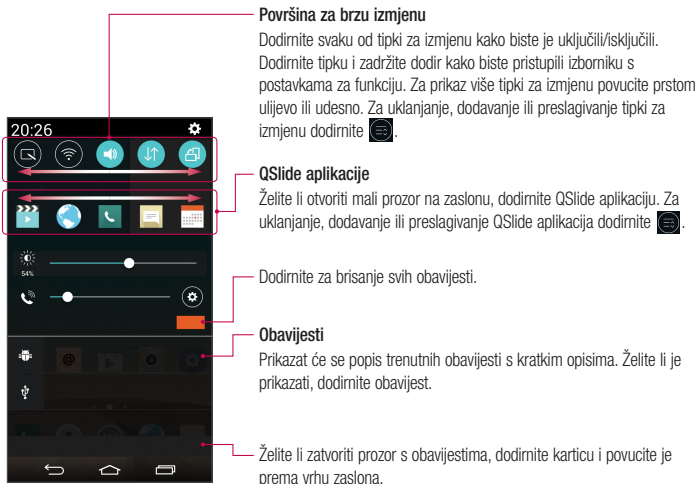 Površina za brzu izmjenu
Dodirnite svaku od tipki za izmjenu kako biste je uključili/isključili.
Dodirnite tipku i zadržite dodir kako biste pristupili izborniku s
postavkama za funkciju. Za prikaz više tipki za izmjenu povucite prstom
ulijevo ili udesno. Za uklanjanje, dodavanje ili preslagivanje tipki za
izmjenu dodirnite .
20:26
QSlide aplikacije
Želite li otvoriti mali prozor na zaslonu, dodirnite QSlide aplikaciju. Za
uklanjanje, dodavanje ili preslagivanje QSlide aplikacija dodirnite .
54%
Dodirnite za brisanje svih obavijesti.
Obavijesti
Prikazat će se popis trenutnih obavijesti s kratkim opisima. Želite li je
prikazati, dodirnite obavijest.
Želite li zatvoriti prozor s obavijestima, dodirnite karticu i povucite je
prema vrhu zaslona.